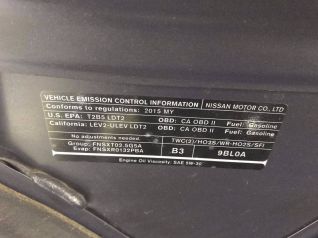 VEHICLE EMISSION CONTROL INFORMATION NISSAN MOTOR CO., LTD
Conforms to regulations: 2015 MY
U.S. EPA: T2B5 LDT2 OBD: CA OBD II Fuel: Gasoline
California: LEV2-ULEV LDT2 OBD: CA OBD II Fuel: Gasoline
No adjustments needed.
Group: FNSXT02.5G5A TWC(2)/HO2S/WR-HO2S/SFI
Evap: FNSXR0132PBA B3 9BL0A
Engine Oil Viscosity: SAE 5W-30